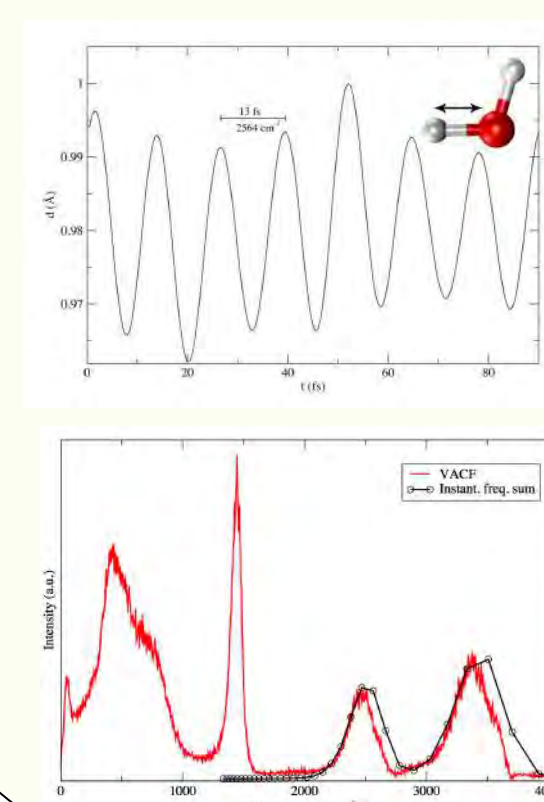 1
0.99
0.98
0.97
d (Å)
13 fs
2564 cm⁻¹
0
20
40
60
80
t (fs)
Intensity (a.u.)
VACF
Instant. freq. sum
0
1000
2000
3000